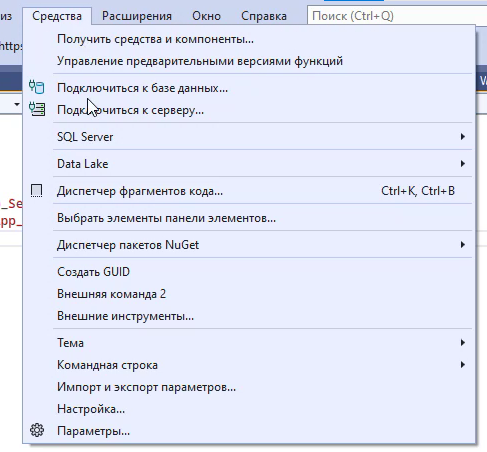 из Средства Расширения Окно Справка Поиск (Ctrl+Q)
https
Получить средства и компоненты...
Управление предварительными версиями функций
Подключиться к базе данных...
Подключиться к серверу...
SQL Server
Data Lake
Диспетчер фрагментов кода... Ctrl+K, Ctrl+B
_Se
App_
Выбрать элементы панели элементов...
Диспетчер пакетов NuGet
Создать GUID
Внешняя команда 2
Внешние инструменты...
Тема
Командная строка
Импорт и экспорт параметров...
Настройка...
Параметры...